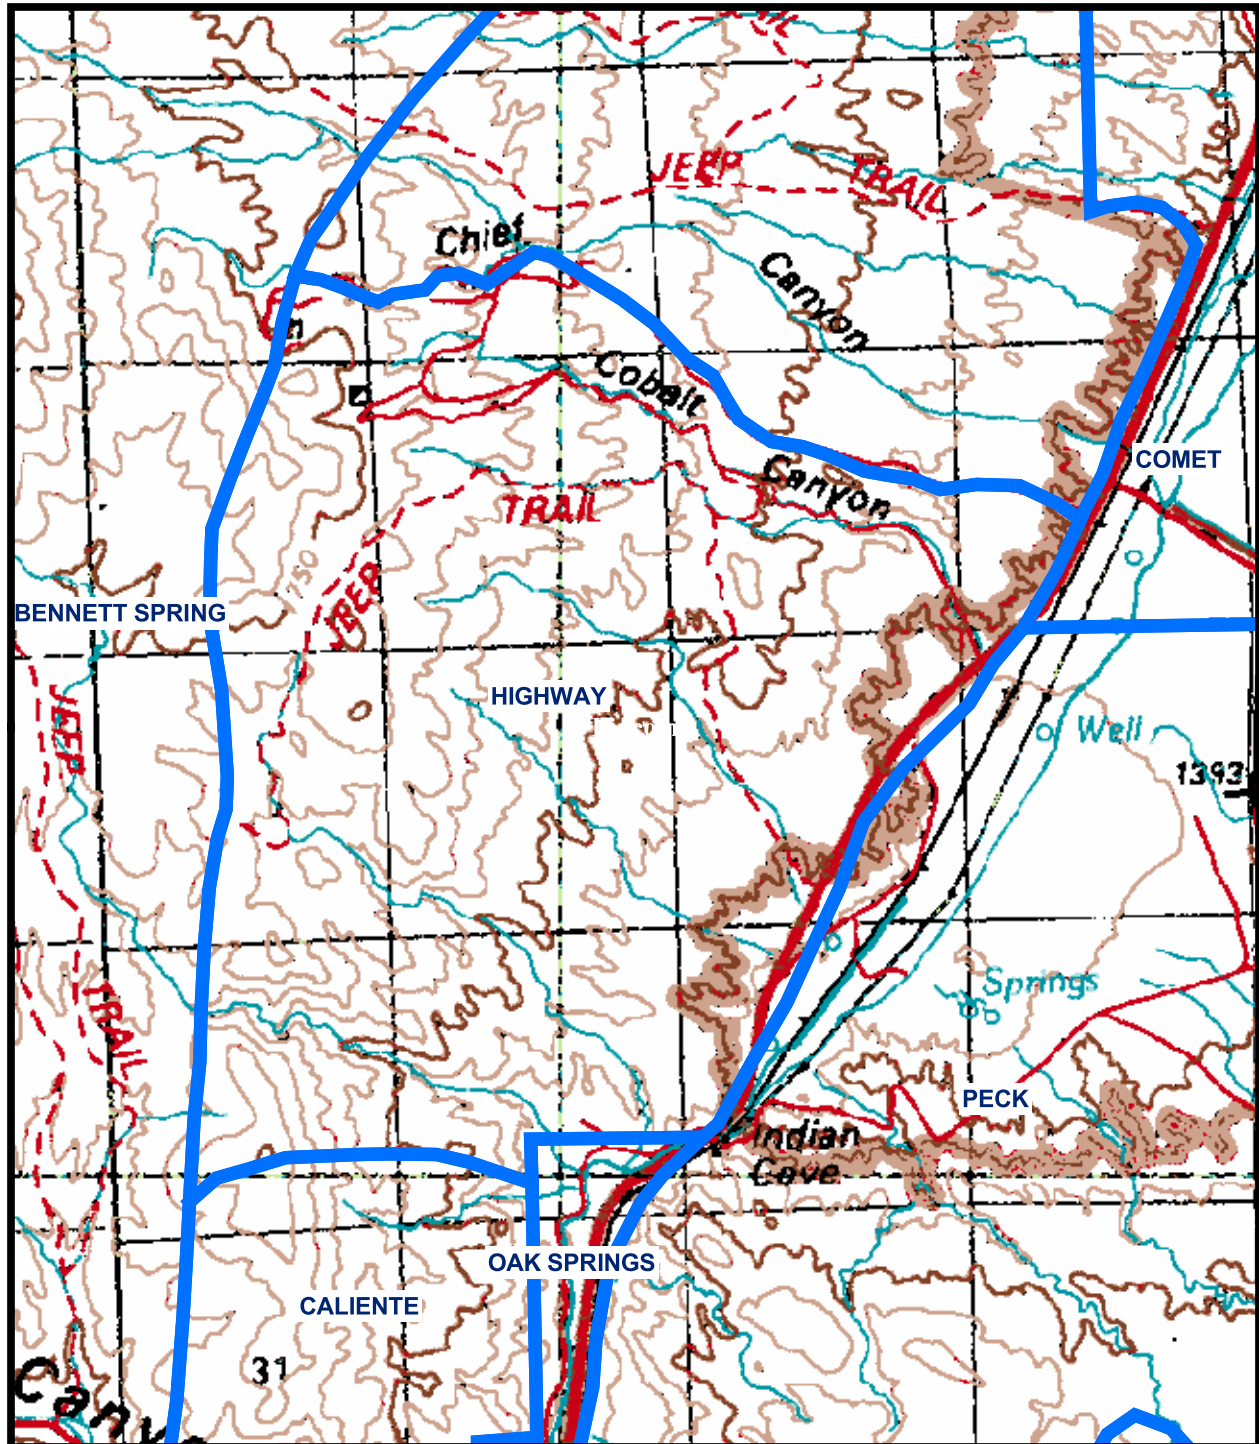 JEEP
TRAIL
Chief
Canyon
Cobalt
Canyon
COMET
TRAIL
JEEP
1750
BENNETT SPRING
HIGHWAY
JEEP
Well
1393
Springs
TRAIL
PECK
Indian
Cave
OAK SPRINGS
CALIENTE
31